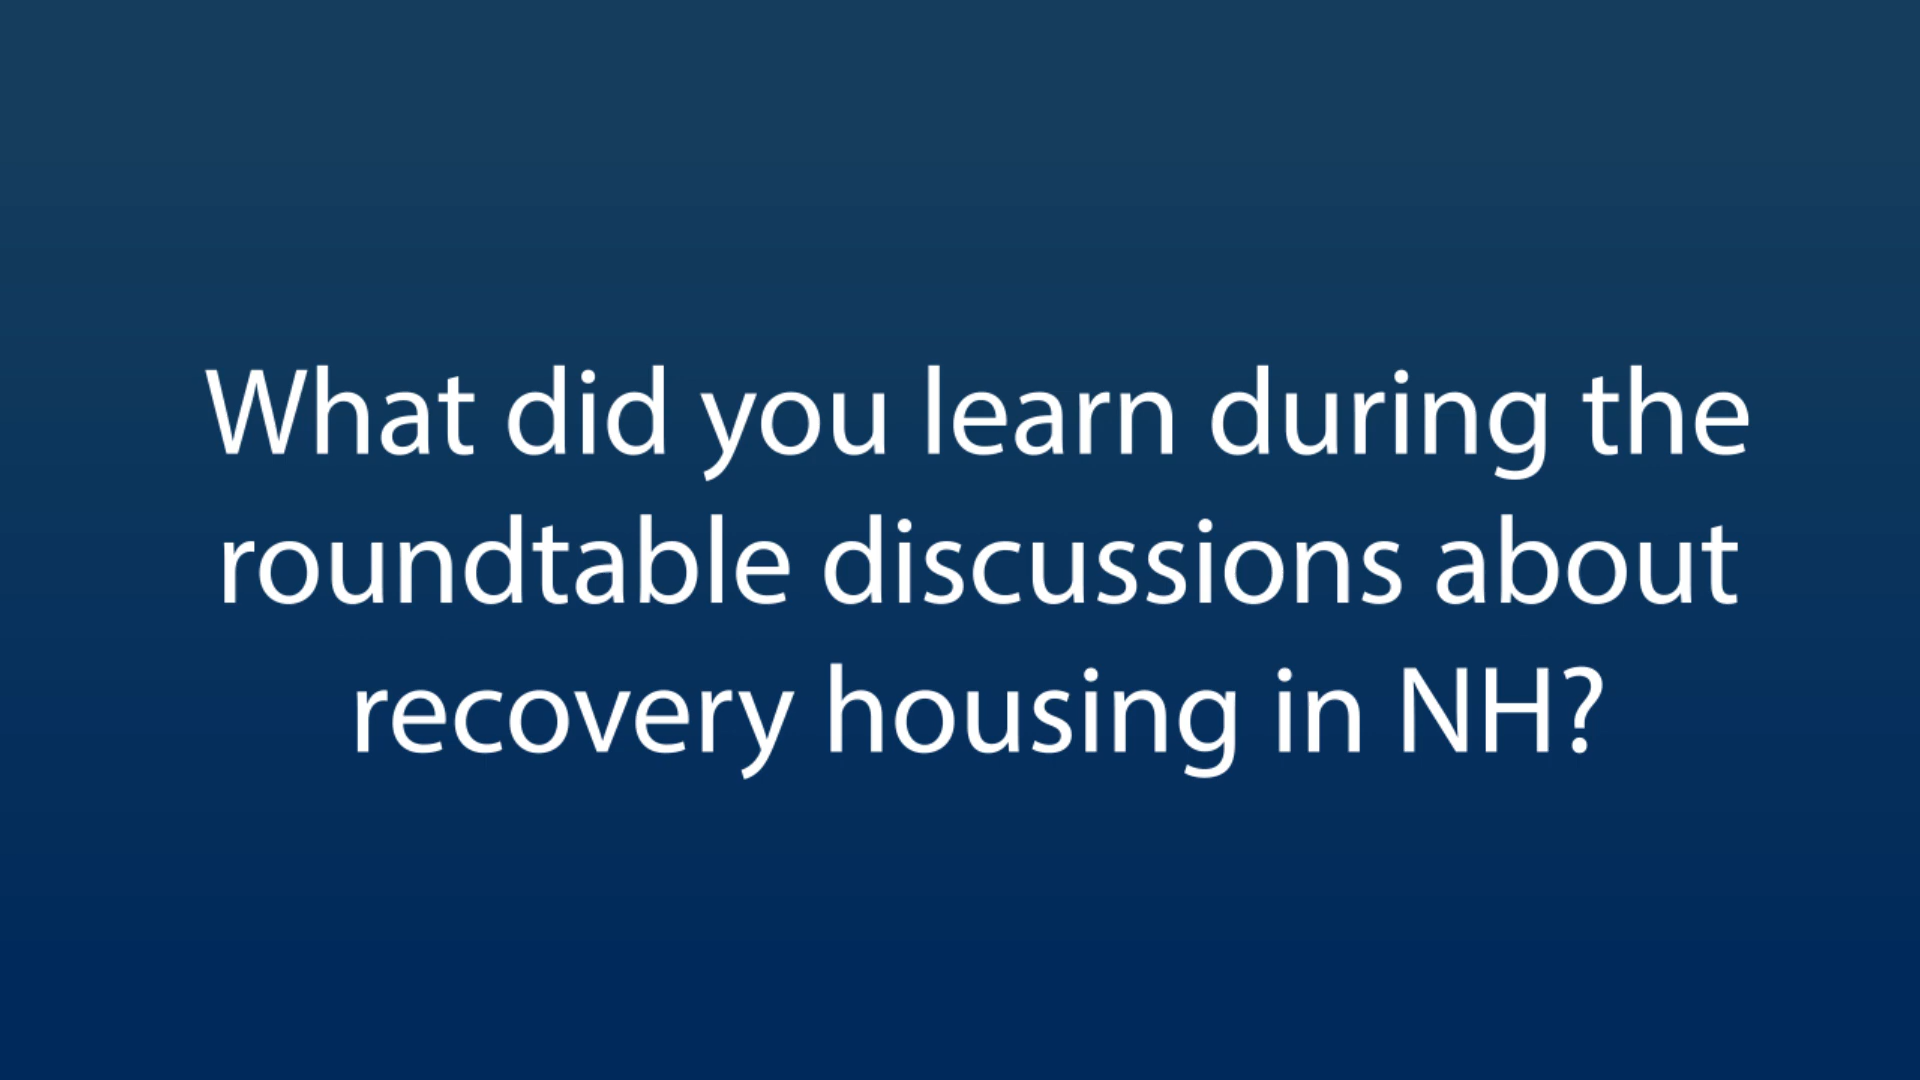 What did you learn during the
roundtable discussions about
recovery housing in NH?